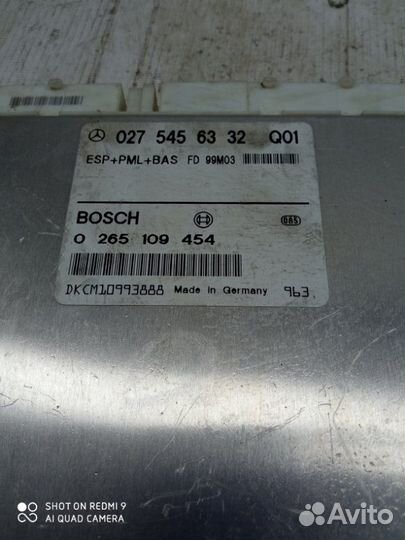 027 545 63 32 Q01
ESP+PML+BAS FD 99M03
BOSCH
0 265 109 454
DKCM10993888 Made in Germany 963
SHOT ON REDMI 9
AI QUAD CAMERA
Avito